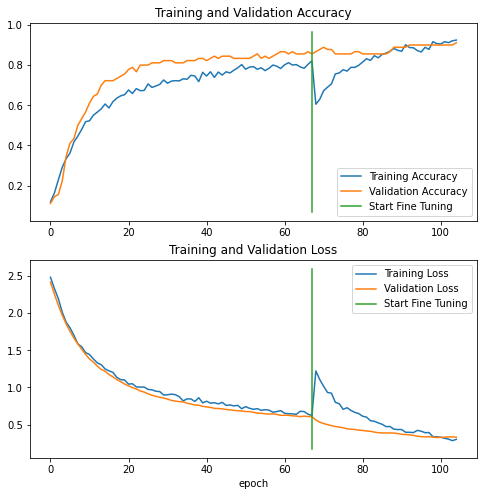 Training and Validation Accuracy
1.0
0.8
0.6
0.4
0.2
Training Accuracy
Validation Accuracy
Start Fine Tuning
0 20 40 60 80 100
Training and Validation Loss
2.5
2.0
1.5
1.0
0.5
Training Loss
Validation Loss
Start Fine Tuning
0 20 40 60 80 100
epoch